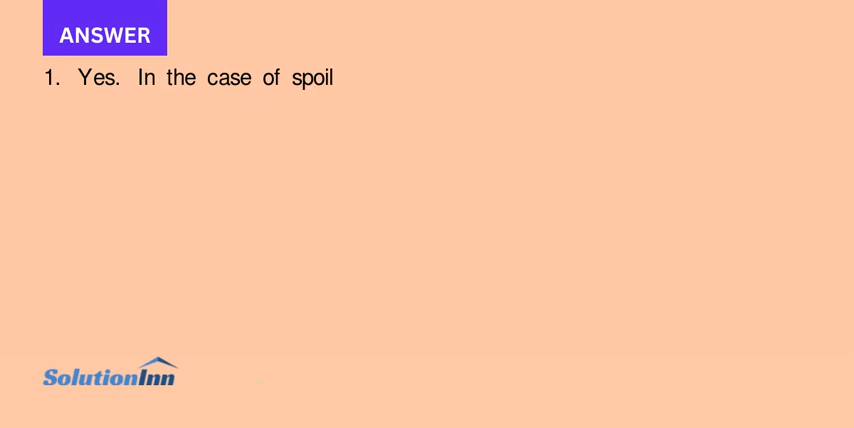 ANSWER
1. Yes. In the case of spoil
SolutionInn